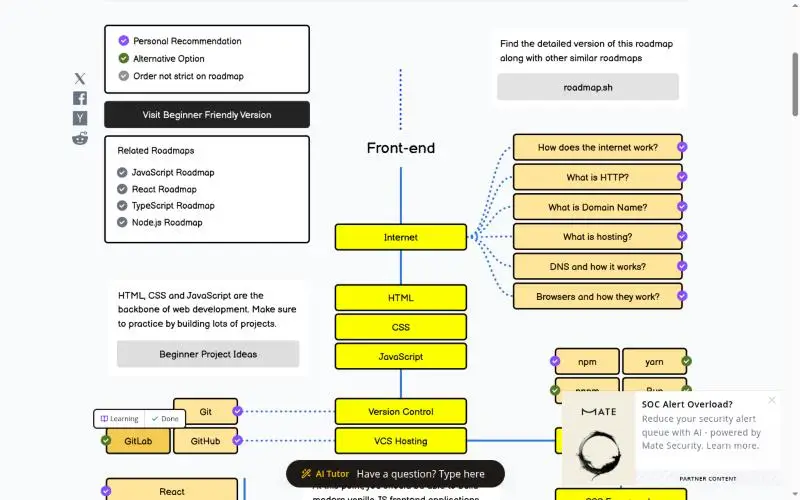 Personal Recommendation
Alternative Option
Order not strict on roadmap
Find the detailed version of this roadmap
along with other similar roadmaps
roadmap.sh
Visit Beginner Friendly Version
Related Roadmaps
JavaScript Roadmap
React Roadmap
TypeScript Roadmap
Node.js Roadmap
Front-end
How does the internet work?
What is HTTP?
What is Domain Name?
What is hosting?
DNS and how it works?
Browsers and how they work?
Internet
HTML
CSS
JavaScript
HTML, CSS and JavaScript are the
backbone of web development. Make sure
to practice by building lots of projects.
Beginner Project Ideas
npm
yarn
Learning
Done
Git
Version Control
GitLab
GitHub
VCS Hosting
SOC Alert Overload?
Reduce your security alert
queue with AI - powered by
Mate Security. Learn more.
MATE
PARTNER CONTENT
AI Tutor Have a question? Type here
React
modern vanilla JS frontend applications